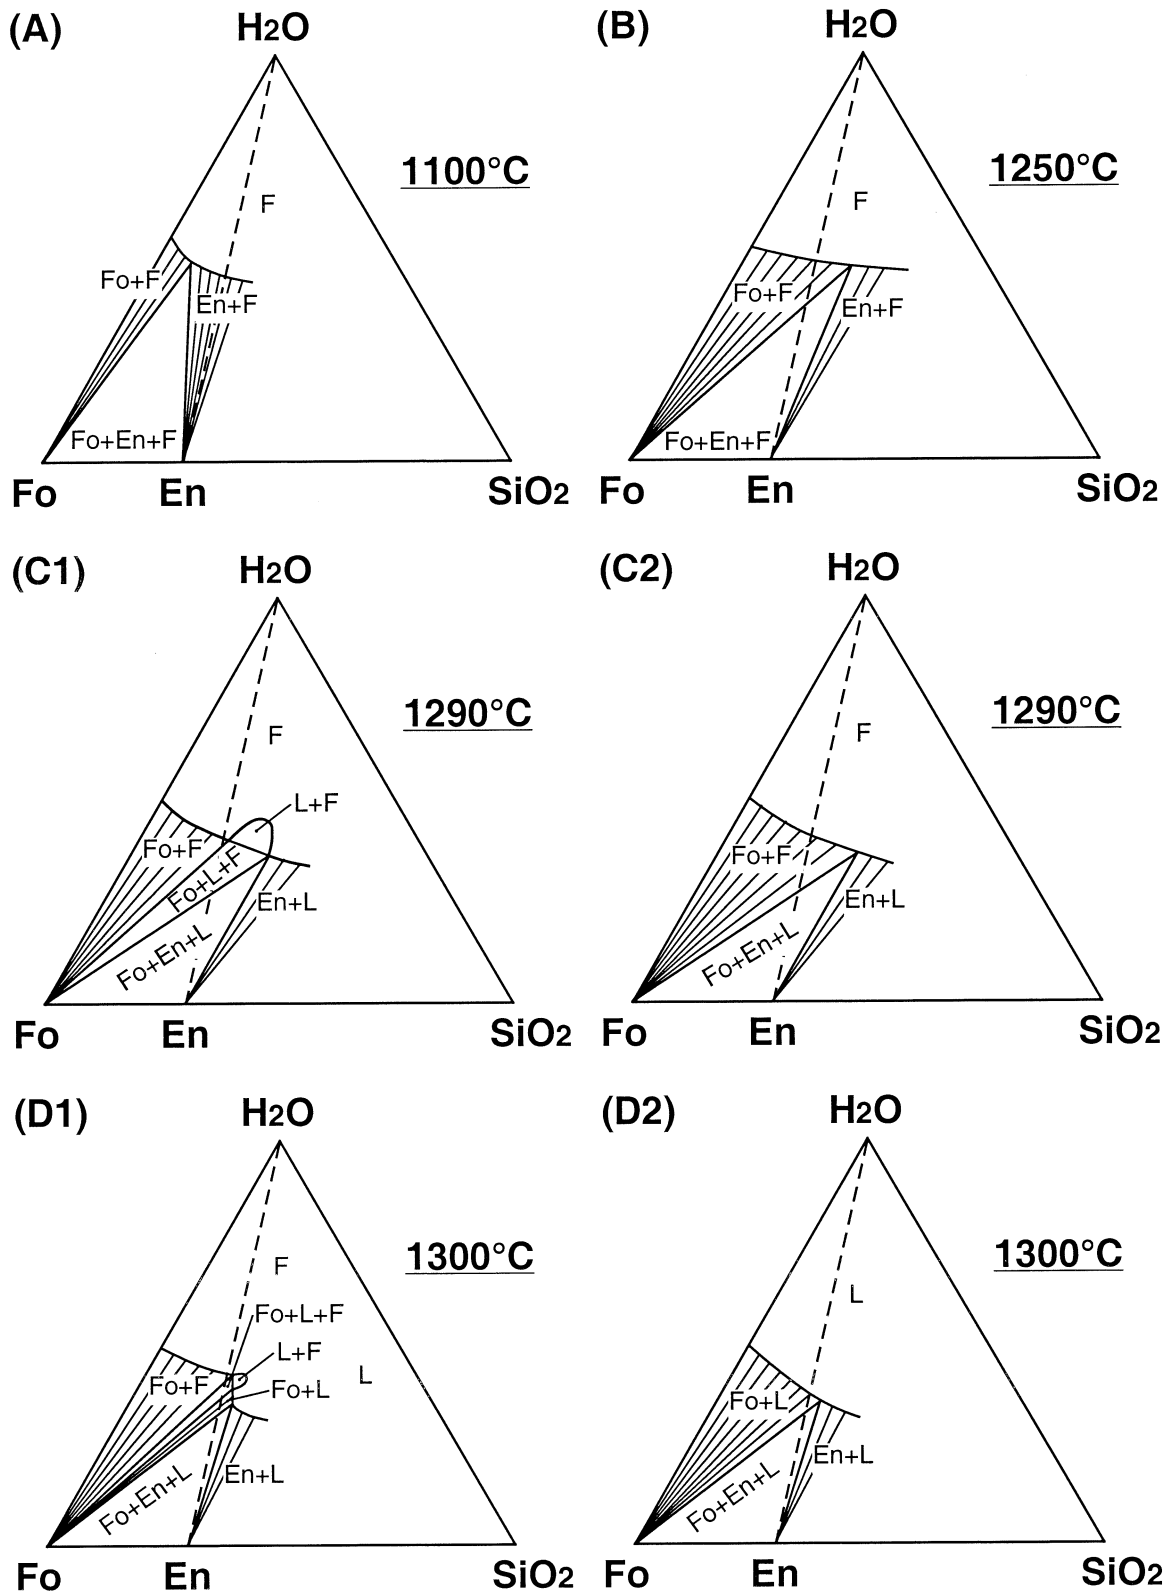 (A)
H2O
1100°C
F
Fo+F
En+F
Fo+En+F
Fo
En
SiO2
(B)
H2O
1250°C
F
Fo+F
En+F
Fo+En+F
Fo
En
SiO2
(C1)
H2O
1290°C
F
L+F
Fo+F
Fo+L+F
En+L
Fo+En+L
Fo
En
SiO2
(C2)
H2O
1290°C
F
Fo+F
En+L
Fo+En+L
Fo
En
SiO2
(D1)
H2O
1300°C
F
Fo+L+F
L+F
L
Fo+F
Fo+L
En+L
Fo+En+L
Fo
En
SiO2
(D2)
H2O
1300°C
L
Fo+L
En+L
Fo+En+L
Fo
En
SiO2